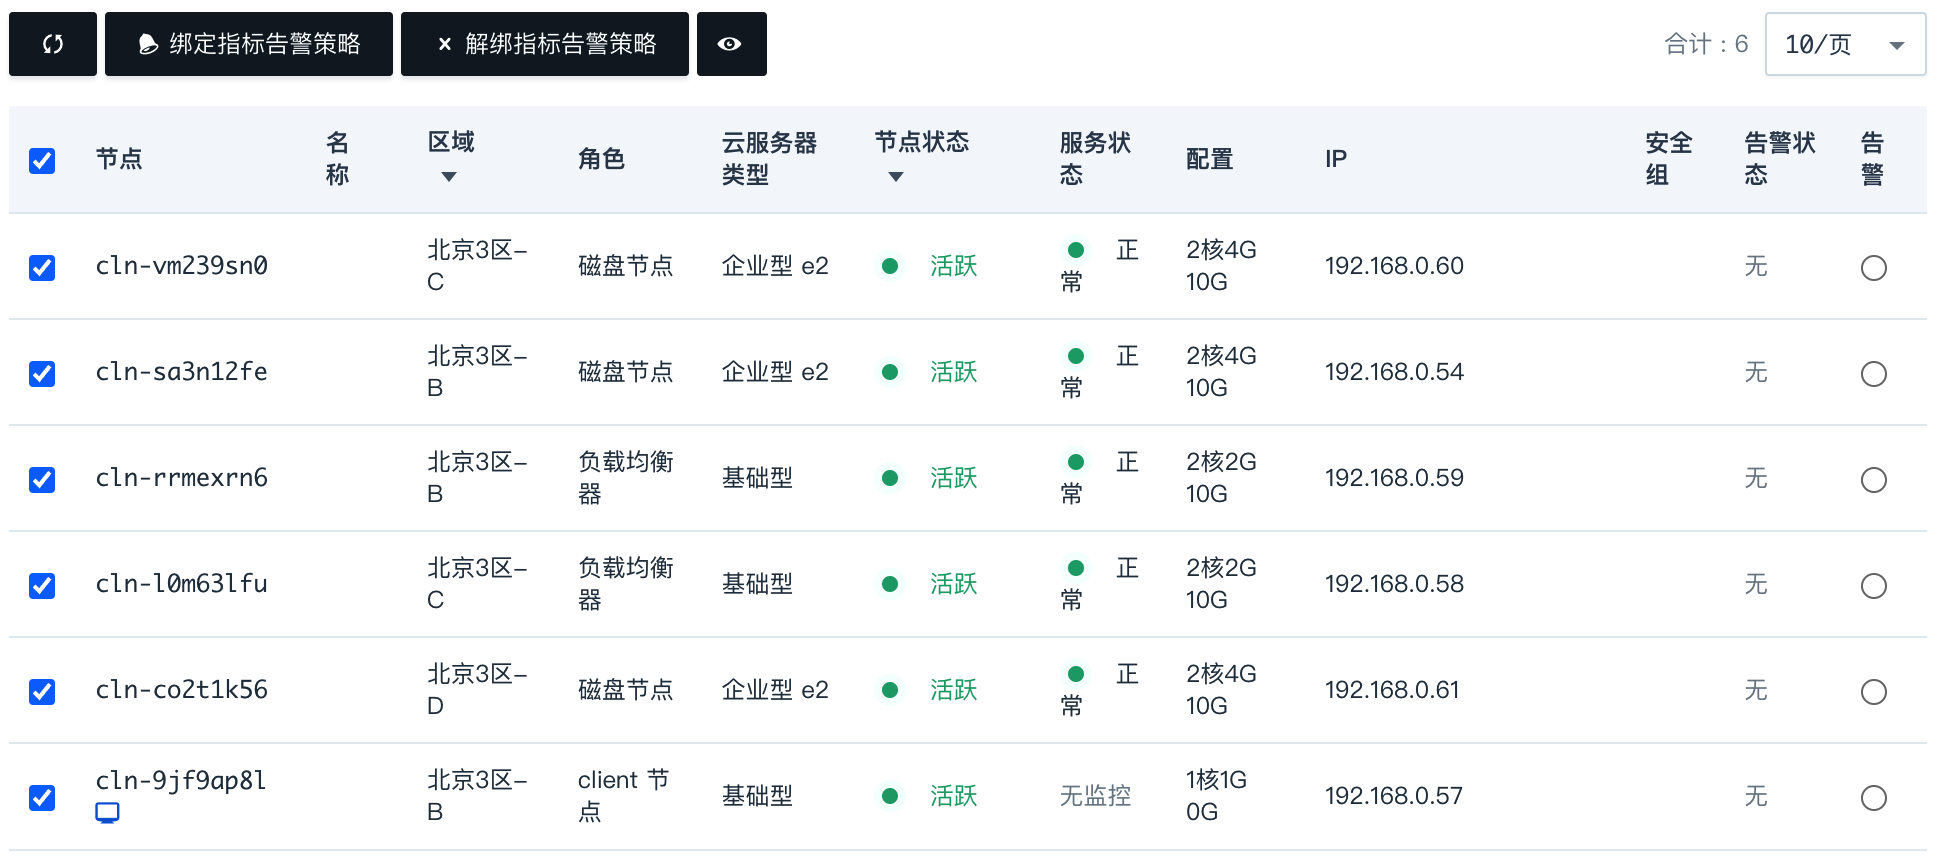 绑定指标告警策略 × 解绑指标告警策略 合计：6 10/页
节点 名称 区域 角色 云服务器类型 节点状态 服务状态 配置 IP 安全组 告警状态 告警
cln-vm239sn0 北京3区-C 磁盘节点 企业型 e2 活跃 正常 2核4G 10G 192.168.0.60 无
cln-sa3n12fe 北京3区-B 磁盘节点 企业型 e2 活跃 正常 2核4G 10G 192.168.0.54 无
cln-rrmexrn6 北京3区-B 负载均衡器 基础型 活跃 正常 2核2G 10G 192.168.0.59 无
cln-l0m63lfu 北京3区-C 负载均衡器 基础型 活跃 正常 2核2G 10G 192.168.0.58 无
cln-co2t1k56 北京3区-D 磁盘节点 企业型 e2 活跃 正常 2核4G 10G 192.168.0.61 无
cln-9jf9ap8l 北京3区-B client 节点 基础型 活跃 无监控 1核1G 0G 192.168.0.57 无